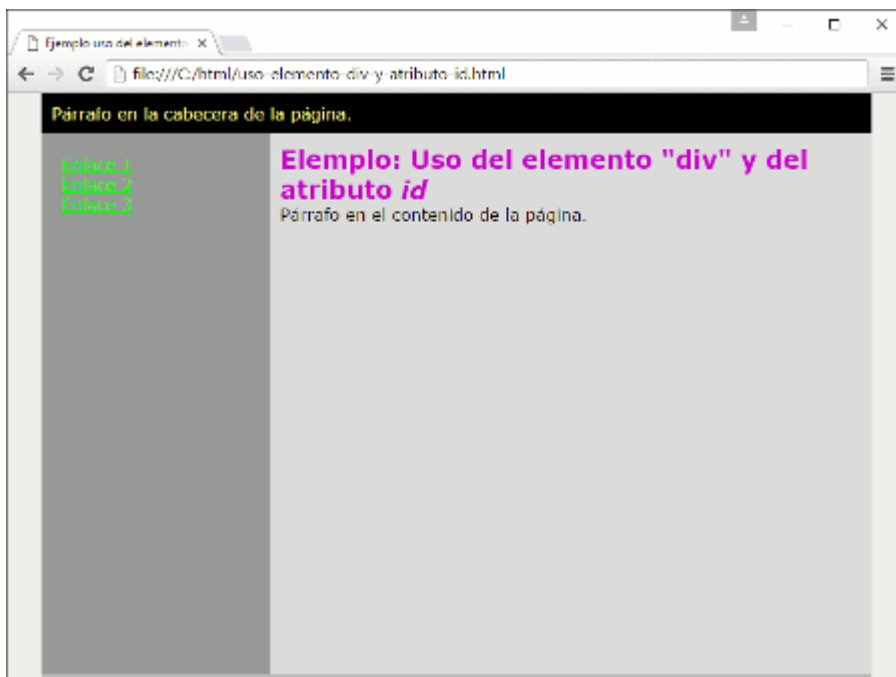 Ejemplo uso del elemento
file:///C:/html/uso-elemento-div-y-atributo-id.html
Párrafo en la cabecera de la página.
Enlace 1
Enlace 2
Enlace 3
Elemplo: Uso del elemento "div" y del
atributo id
Párrafo en el contenido de la página.